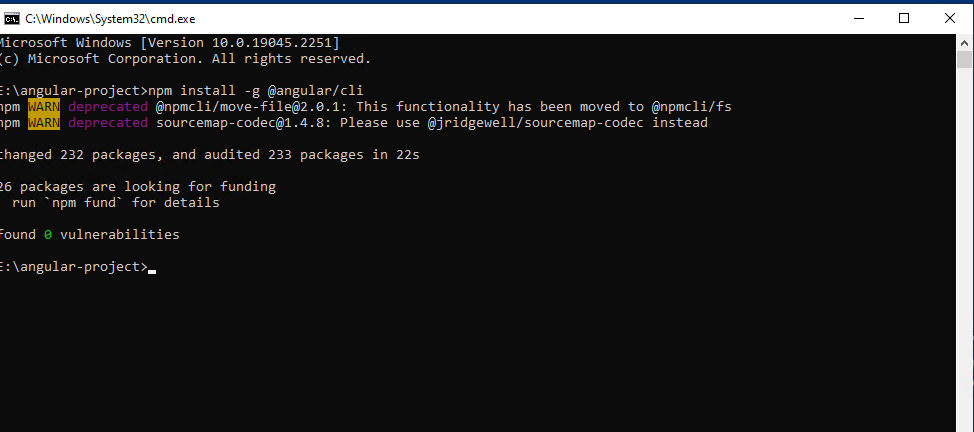 C:\Windows\System32\cmd.exe
Microsoft Windows [Version 10.0.19045.2251]
(c) Microsoft Corporation. All rights reserved.
E:\angular-project>npm install -g @angular/cli
npm WARN deprecated @npmcli/move-file@2.0.1: This functionality has been moved to @npmcli/fs
npm WARN deprecated sourcemap-codec@1.4.8: Please use @jridgewell/sourcemap-codec instead
changed 232 packages, and audited 233 packages in 22s
26 packages are looking for funding
run `npm fund` for details
found 0 vulnerabilities
E:\angular-project>